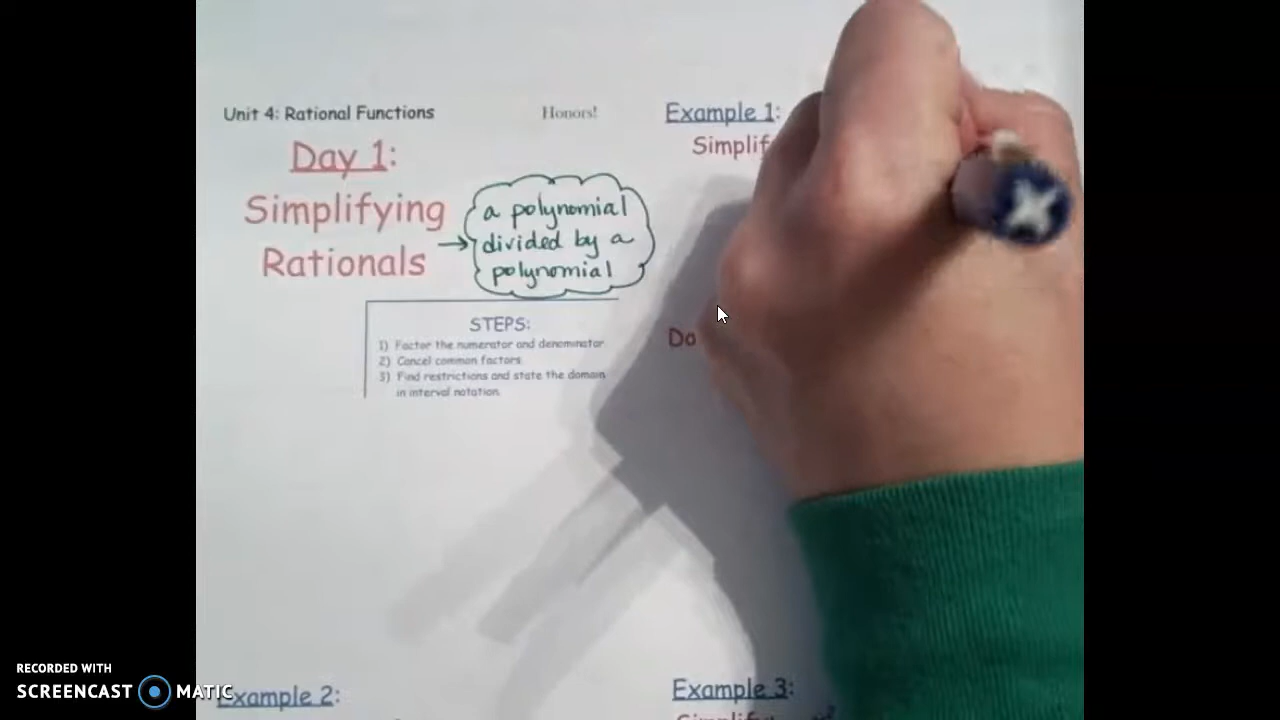 Unit 4: Rational Functions
Honors!
Day 1:
Simplifying
Rationals
→ a polynomial
divided by a
polynomial
STEPS:
1) Factor the numerator and denominator
2) Cancel common factors
3) Find restrictions and state the domain
in interval notation.
Example 1:
Simplif
Do
Example 2:
Example 3:
Simplify
RECORDED WITH
SCREENCAST MATIC